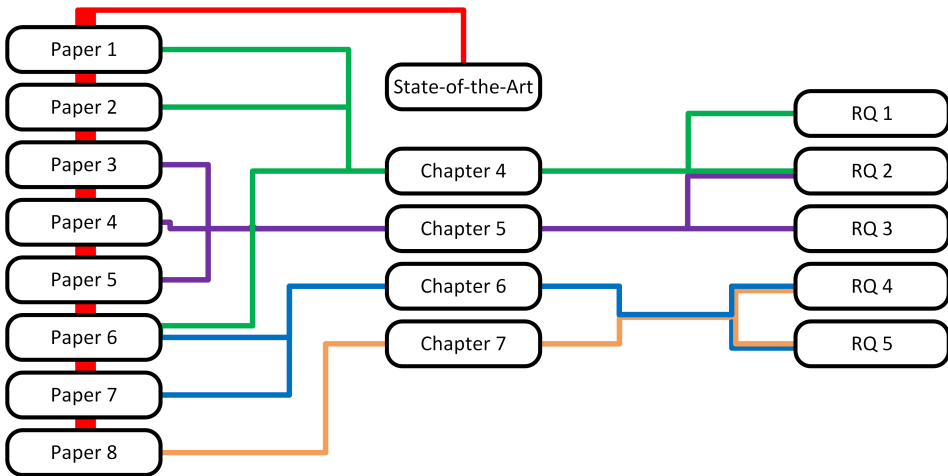 Paper 1
Paper 2
Paper 3
Paper 4
Paper 5
Paper 6
Paper 7
Paper 8
State-of-the-Art
Chapter 4
Chapter 5
Chapter 6
Chapter 7
RQ 1
RQ 2
RQ 3
RQ 4
RQ 5